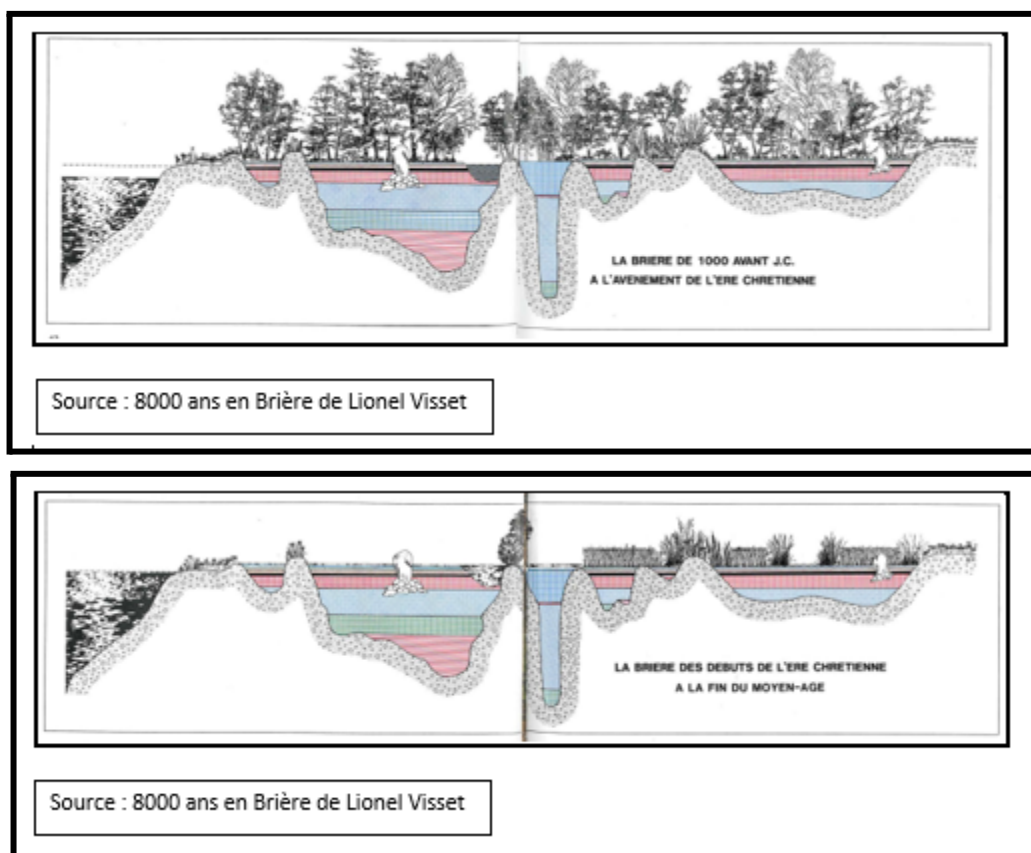 LA BRIERE DE 1000 AVANT J.C.
A L'AVENEMENT DE L'ERE CHRETIENNE
Source : 8000 ans en Brière de Lionel Visset
LA BRIERE DES DEBUTS DE L'ERE CHRETIENNE
A LA FIN DU MOYEN-AGE
Source : 8000 ans en Brière de Lionel Visset